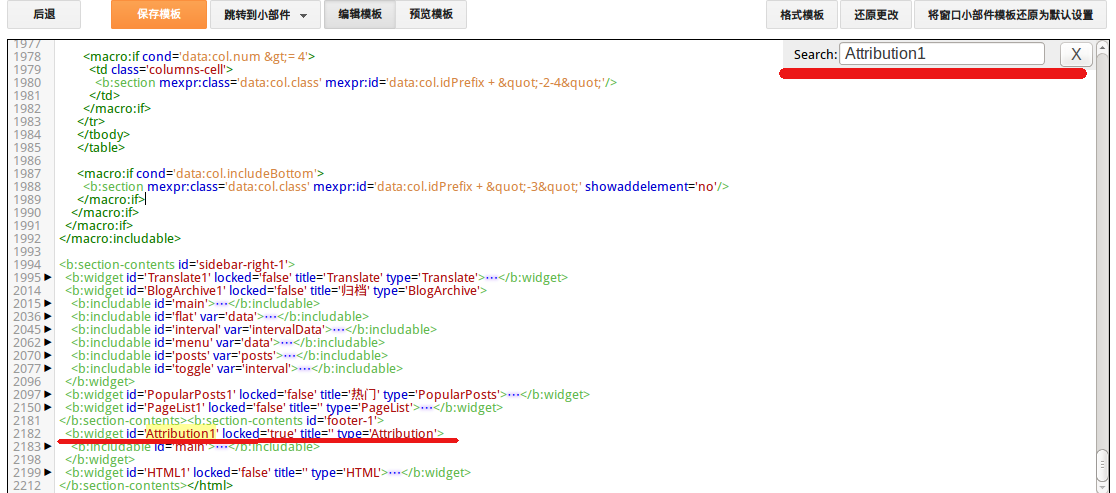 后退 保存模板 跳转到小部件 编辑模板 预览模板 格式模板 还原更改 将窗口小部件模板还原为默认设置
Search: Attribution1 X
1977
1978 <macro:if cond='data:col.num &gt;= 4'>
1979 <td class='columns-cell'>
1980 <b:section mexpr:class='data:col.class' mexpr:id='data:col.idPrefix + &quot;-2-4&quot;'/>
1981 </td>
1982 </macro:if>
1983 </tr>
1984 </tbody>
1985 </table>
1986
1987 <macro:if cond='data:col.includeBottom'>
1988 <b:section mexpr:class='data:col.class' mexpr:id='data:col.idPrefix + &quot;-3&quot;' showaddelement='no'/>
1989 </macro:if>
1990 </macro:if>
1991 </macro:if>
1992 </macro:includable>
1993
1994 <b:section-contents id='sidebar-right-1'>
1995 <b:widget id='Translate1' locked='false' title='Translate' type='Translate'>···</b:widget>
2014 <b:widget id='BlogArchive1' locked='false' title='归档' type='BlogArchive'>
2015 <b:includable id='main'>···</b:includable>
2036 <b:includable id='flat' var='data'>···</b:includable>
2045 <b:includable id='interval' var='intervalData'>···</b:includable>
2062 <b:includable id='menu' var='data'>···</b:includable>
2070 <b:includable id='posts' var='posts'>···</b:includable>
2077 <b:includable id='toggle' var='interval'>···</b:includable>
2096 </b:widget>
2097 <b:widget id='PopularPosts1' locked='false' title='热门' type='PopularPosts'>···</b:widget>
2150 <b:widget id='PageList1' locked='false' title='' type='PageList'>···</b:widget>
2181 </b:section-contents><b:section-contents id='footer-1'>
2182 <b:widget id='Attribution1' locked='true' title='' type='Attribution'>
2183 <b:includable id='main'>···</b:includable>
2198 </b:widget>
2199 <b:widget id='HTML1' locked='false' title='' type='HTML'>···</b:widget>
2212 </b:section-contents></html>